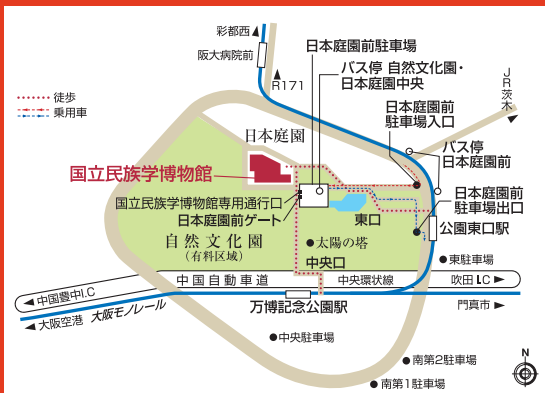 彩都西
阪大病院前
R171
日本庭園前駐車場
バス停 自然文化園・
日本庭園中央
JR茨木
徒歩
乗用車
日本庭園前
駐車場入口
日本庭園
バス停
日本庭園前
国立民族学博物館
国立民族学博物館専用通行口
日本庭園前ゲート
日本庭園前
駐車場出口
東口
公園東口駅
自然文化園
(有料区域)
太陽の塔
中央口
東駐車場
中国自動車道
中央環状線
吹田I.C
中国豊中I.C
大阪空港
大阪モノレール
万博記念公園駅
門真市
中央駐車場
南第2駐車場
南第1駐車場
N